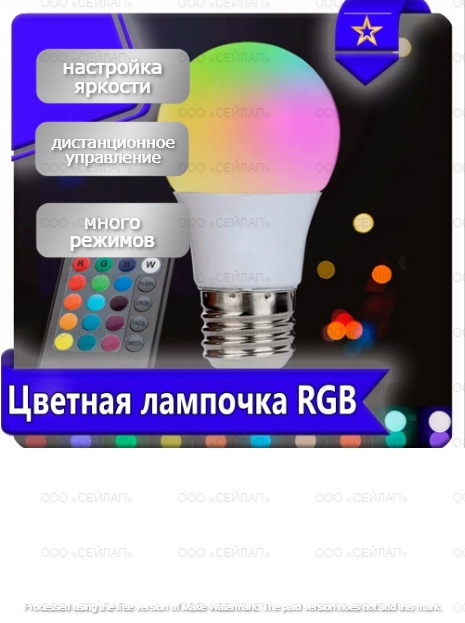 ООО «СЕЙЛАП» ООО «СЕЙЛАП» ООО «СЕЙЛАП»
настройка
яркости
дистанционное
управление
много
режимов
R G B W
FLASH
STROBE
FADE
SMOOTH
Цветная лампочка RGB
ООО «СЕЙЛАП» ООО «СЕЙЛАП» ООО «СЕЙЛАП»
ООО «СЕЙЛАП» ООО «СЕЙЛАП» ООО «СЕЙЛАП»
Processed using the free version of Make Watermark. The paid version does not add this mark.